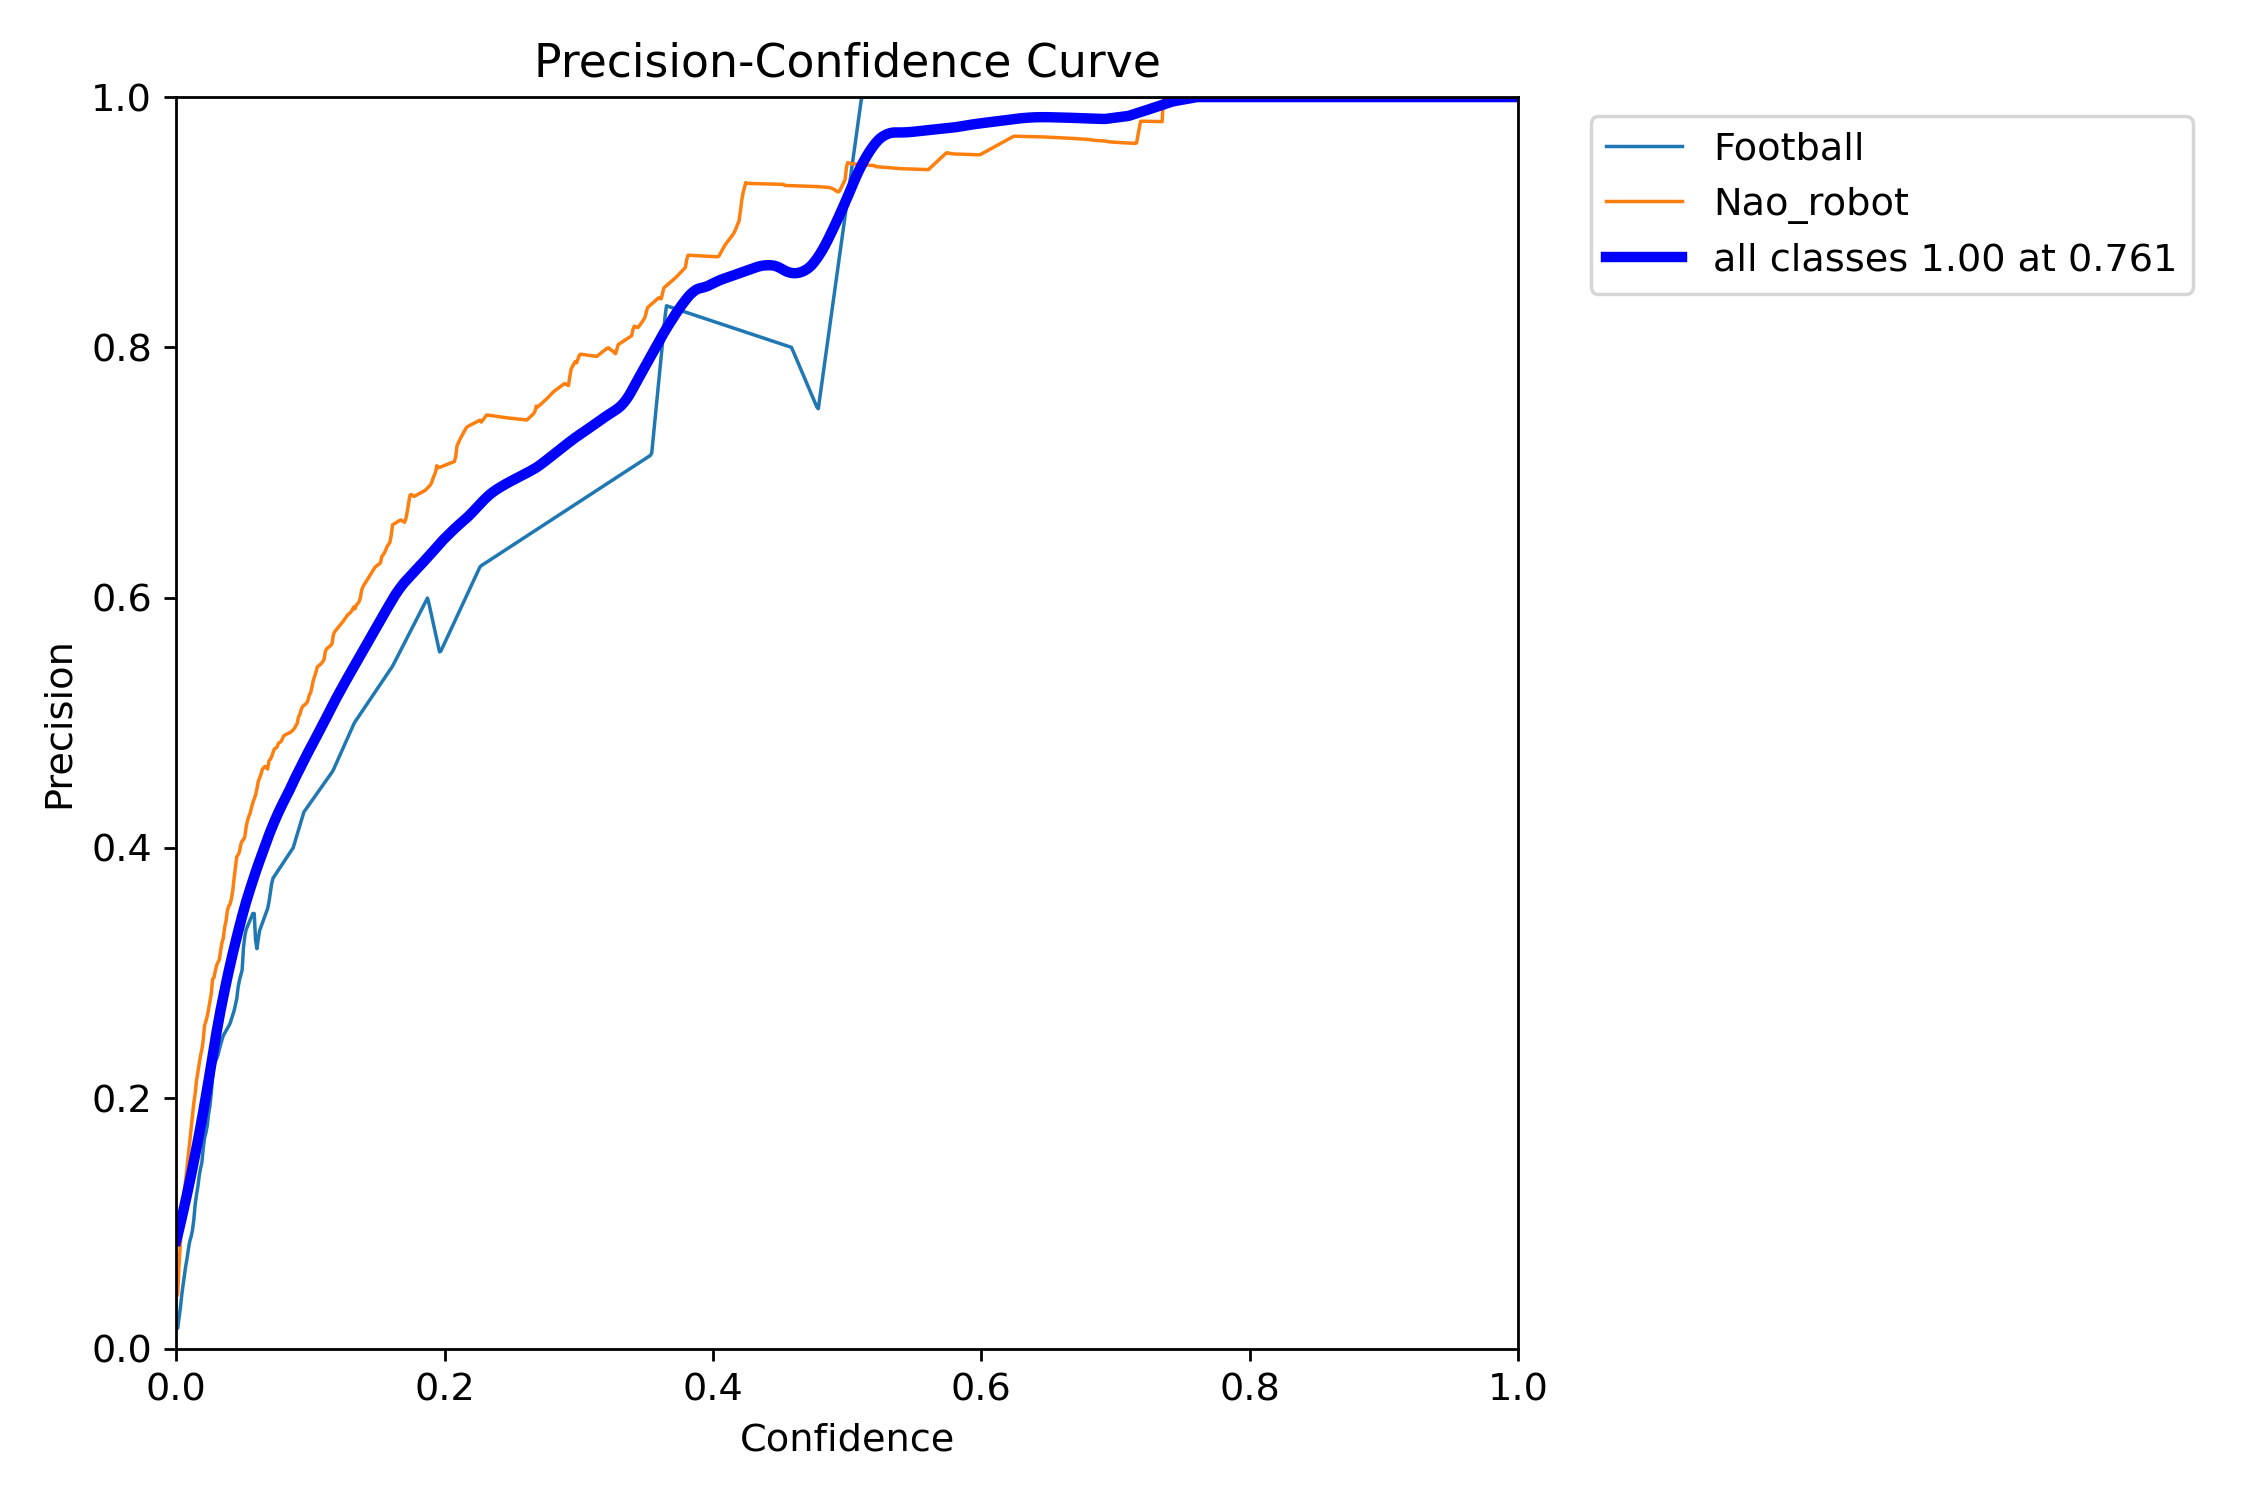 Precision-Confidence Curve
1.0
0.8
0.6
0.4
0.2
0.0
Precision
0.0 0.2 0.4 0.6 0.8 1.0
Confidence
Football
Nao_robot
all classes 1.00 at 0.761